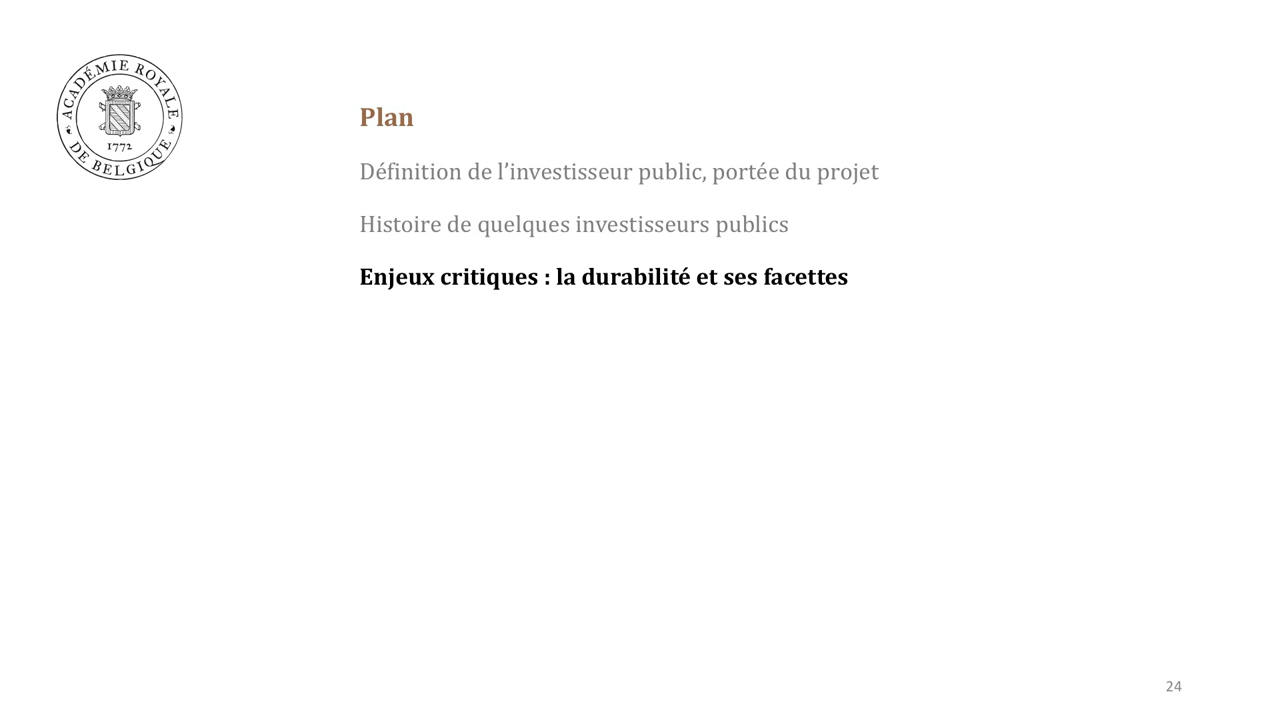 ACADÉMIE ROYALE
DE BELGIQUE
1772
Plan
Définition de l’investisseur public, portée du projet
Histoire de quelques investisseurs publics
Enjeux critiques : la durabilité et ses facettes
24